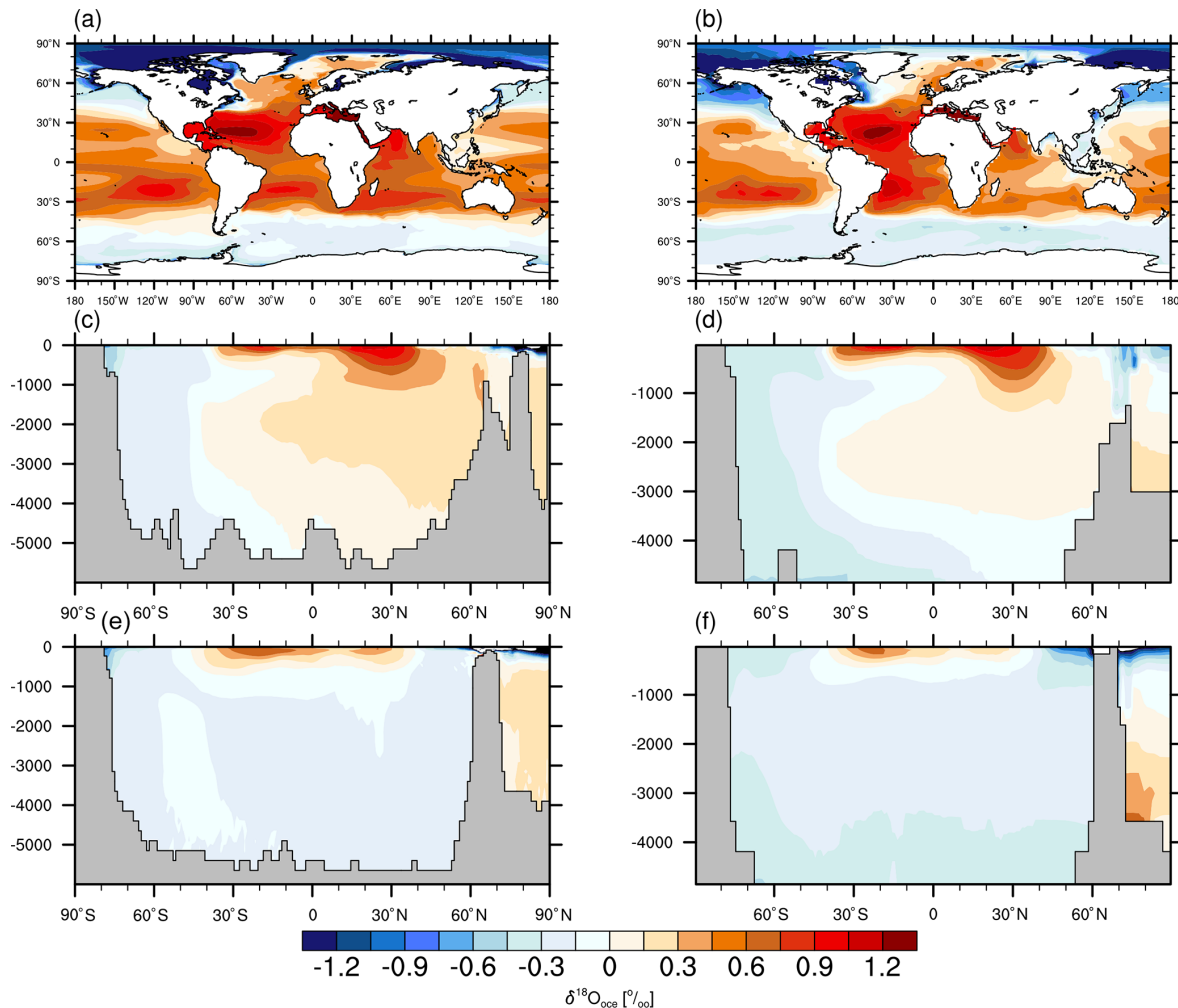 (a) (b)
90°N 90°N
60°N 60°N
30°N 30°N
0 0
30°S 30°S
60°S 60°S
90°S 90°S
180 150°W 120°W 90°W 60°W 30°W 0 30°E 60°E 90°E 120°E 150°E 180 180 150°W 120°W 90°W 60°W 30°W 0 30°E 60°E 90°E 120°E 150°E 180
(c) (d)
0
-1000 -1000
-2000 -2000
-3000 -3000
-4000 -4000
-5000
90°S 60°S 30°S 0 30°N 60°N 90°N 60°S 30°S 0 30°N 60°N
(e) (f)
0
-1000 -1000
-2000 -2000
-3000 -3000
-4000 -4000
-5000
90°S 60°S 30°S 0 30°N 60°N 90°N 60°S 30°S 0 30°N 60°N
-1.2 -0.9 -0.6 -0.3 0 0.3 0.6 0.9 1.2
δ¹⁸O_oce [°/₀₀]